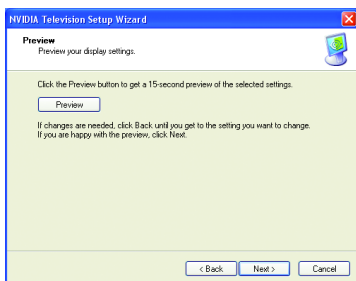 NVIDIA Television Setup Wizard
Preview
Preview your display settings.
Click the Preview button to get a 15-second preview of the selected settings.
Preview
If changes are needed, click Back until you get to the setting you want to change.
If you are happy with the preview, click Next.
< Back
Next >
Cancel